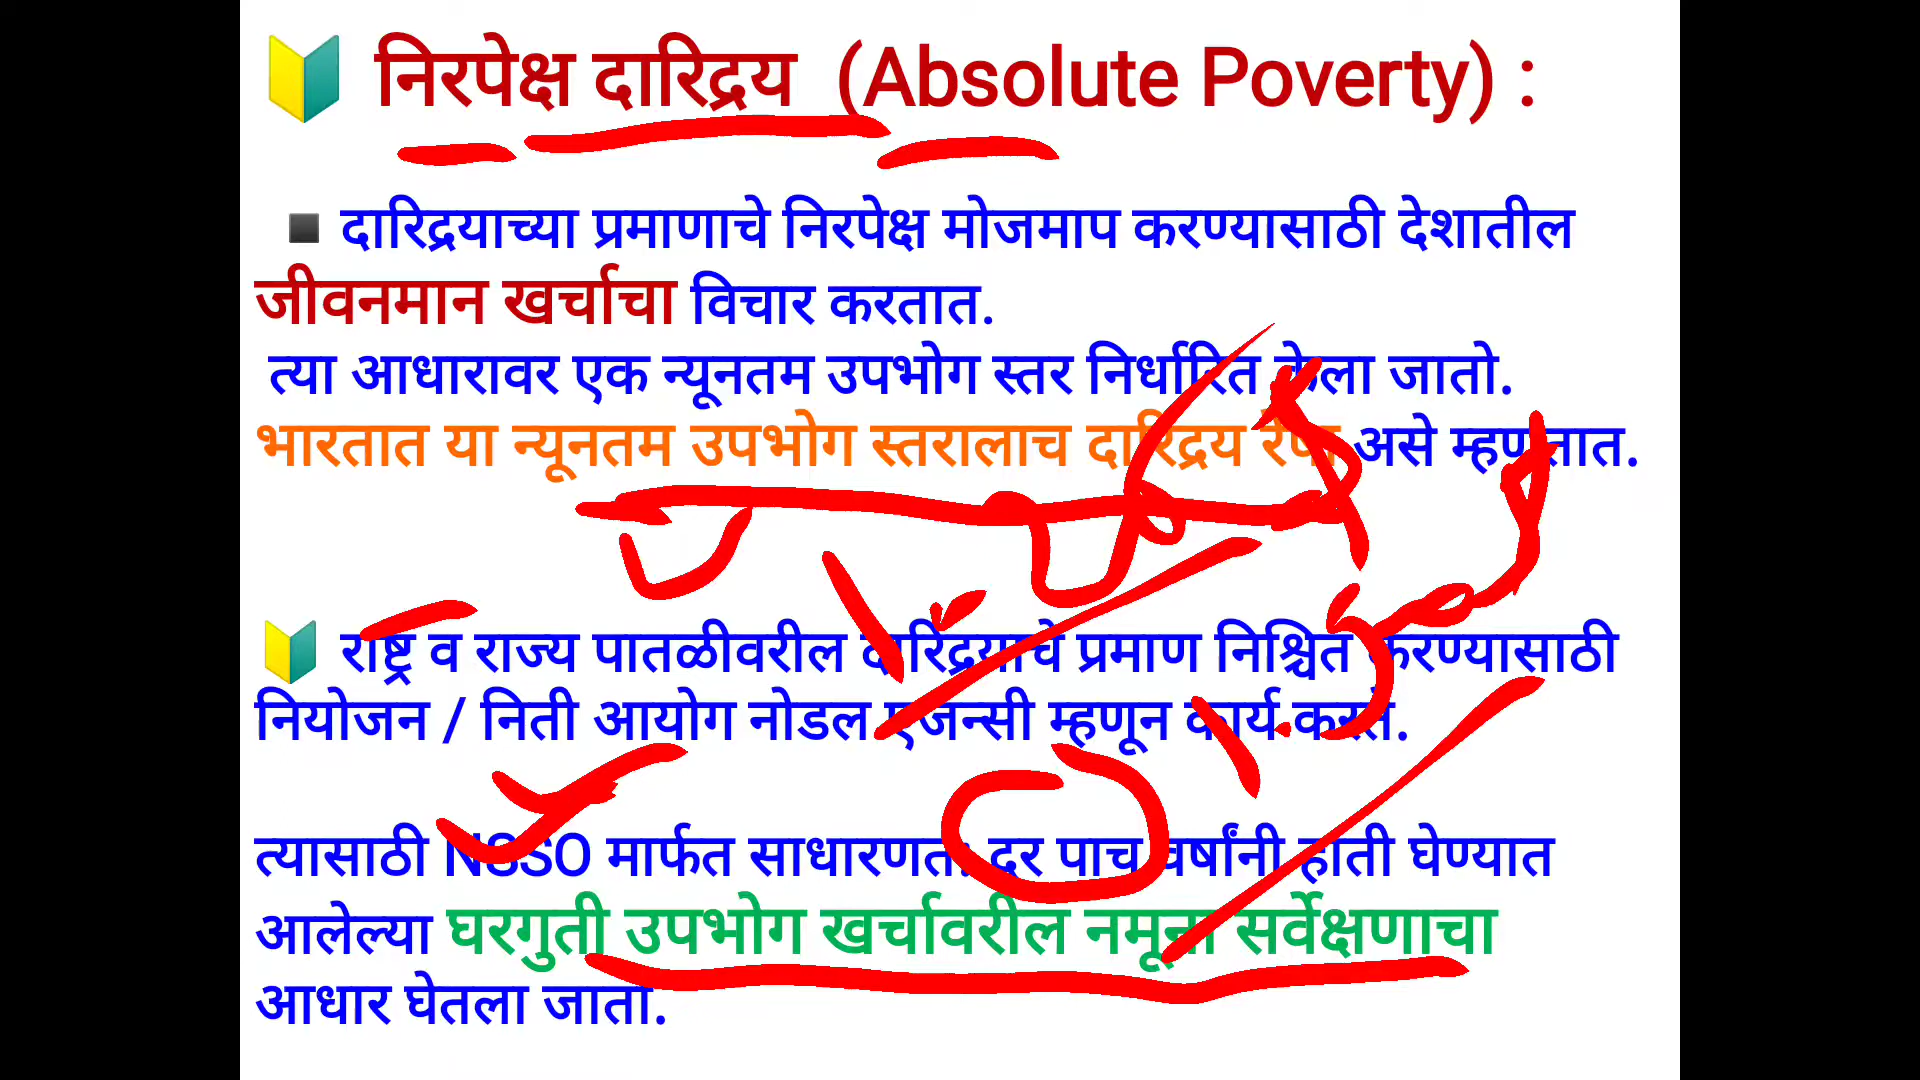 निरपेक्ष दारिद्रय (Absolute Poverty) :
दारिद्रयाच्या प्रमाणाचे निरपेक्ष मोजमाप करण्यासाठी देशातील
जीवनमान खर्चाचा विचार करतात.
त्या आधारावर एक न्यूनतम उपभोग स्तर निर्धारित केला जातो.
भारतात या न्यूनतम उपभोग स्तरालाच दारिद्रय रेषा असे म्हणतात.
राष्ट्र व राज्य पातळीवरील दारिद्रयाचे प्रमाण निश्चित करण्यासाठी
नियोजन / निती आयोग नोडल एजन्सी म्हणून कार्य करते.
त्यासाठी NSSO मार्फत साधारणत: दर पाच वर्षांनी हाती घेण्यात
आलेल्या घरगुती उपभोग खर्चावरील नमूना सर्वेक्षणाचा
आधार घेतला जातो.